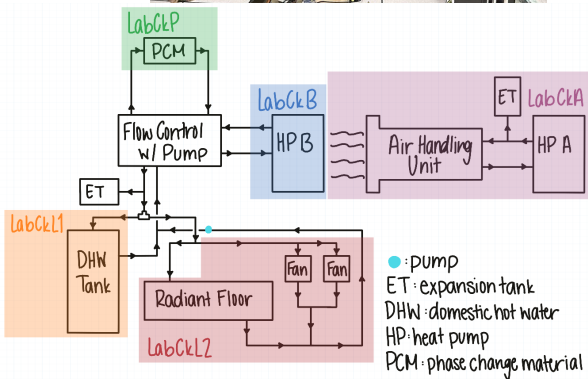 LabCkP
PCM
LabCkB
LabCkA
ET
Flow Control
w/ Pump
HP B
Air Handling
Unit
HP A
ET
LabCkL1
DHW
Tank
Fan
Fan
Radiant Floor
LabCkL2
: pump
ET: expansion tank
DHW: domestic hot water
HP: heat pump
PCM: phase change material